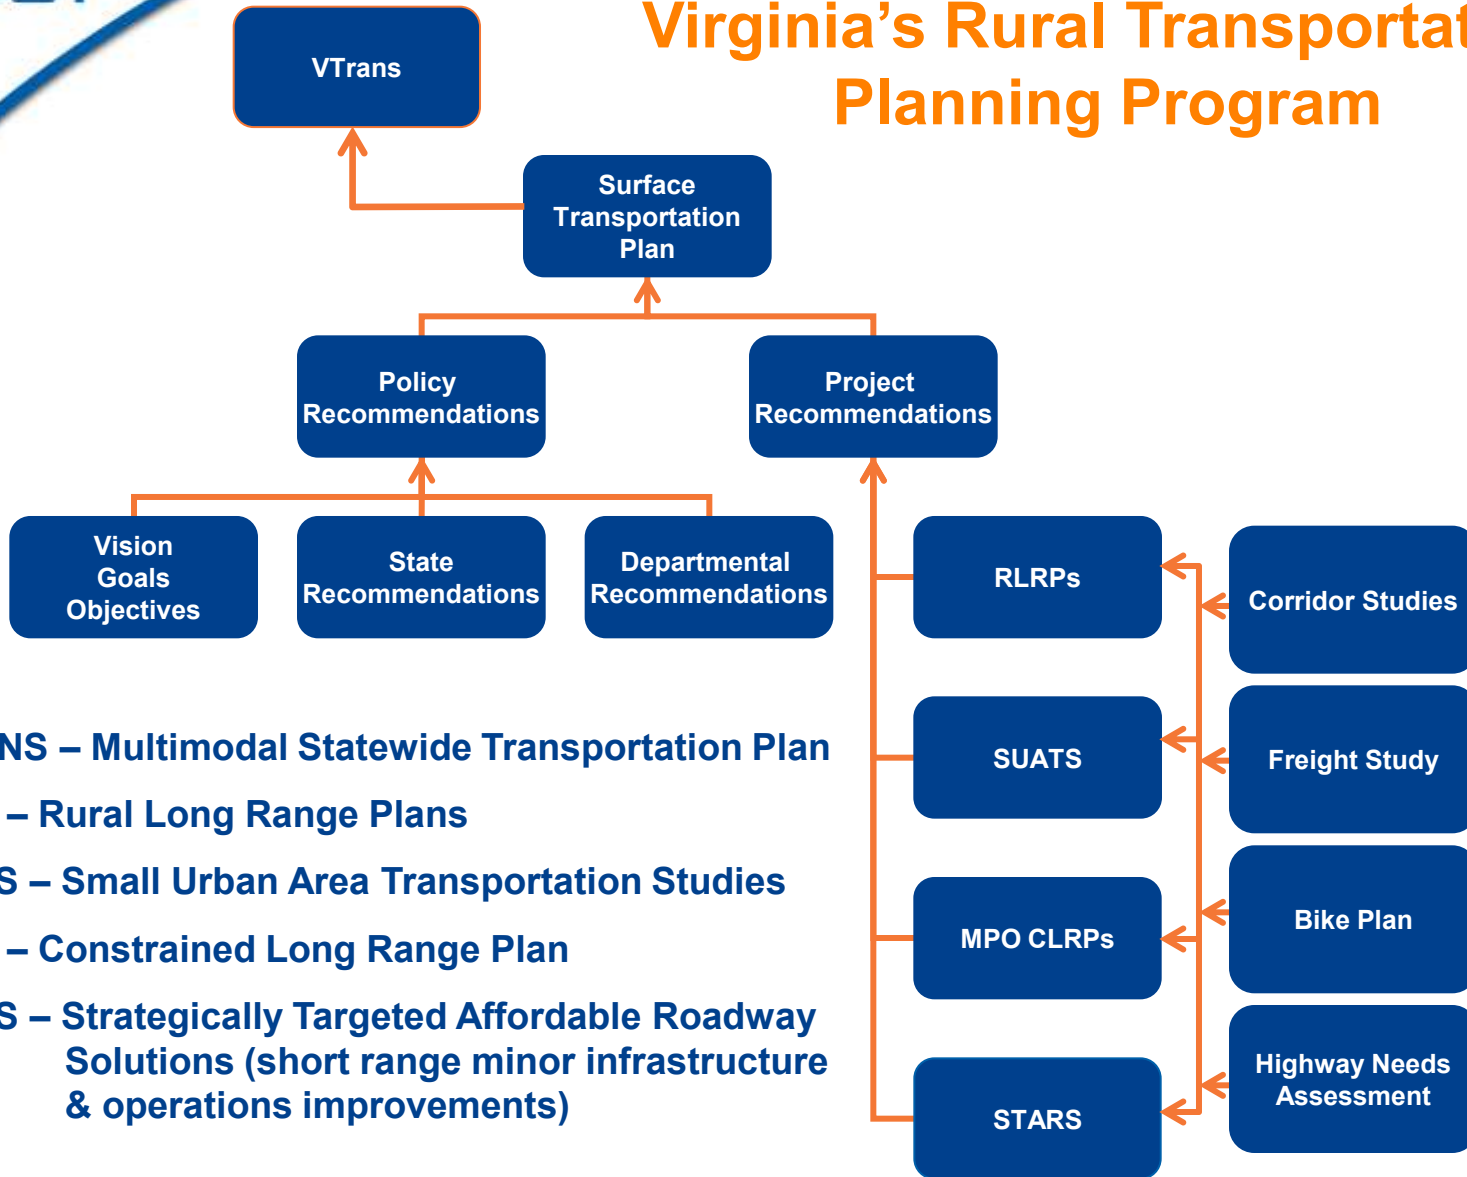 Virginia’s Rural
Planning Program
VTrans
Surface
Transportation
Plan
Policy
Recommendations
Project
Recommendations
Vision
Goals
Objectives
State
Recommendations
Departmental
Recommendations
RLRPs
Corridor Studies
SUATS
Freight Study
MPO CLRPs
Bike Plan
STARS
Highway Needs
Assessment
NS – Multimodal Statewide Transportation Plan
– Rural Long Range Plans
S – Small Urban Area Transportation Studies
– Constrained Long Range Plan
S – Strategically Targeted Affordable Roadway
Solutions (short range minor infrastructure
& operations improvements)